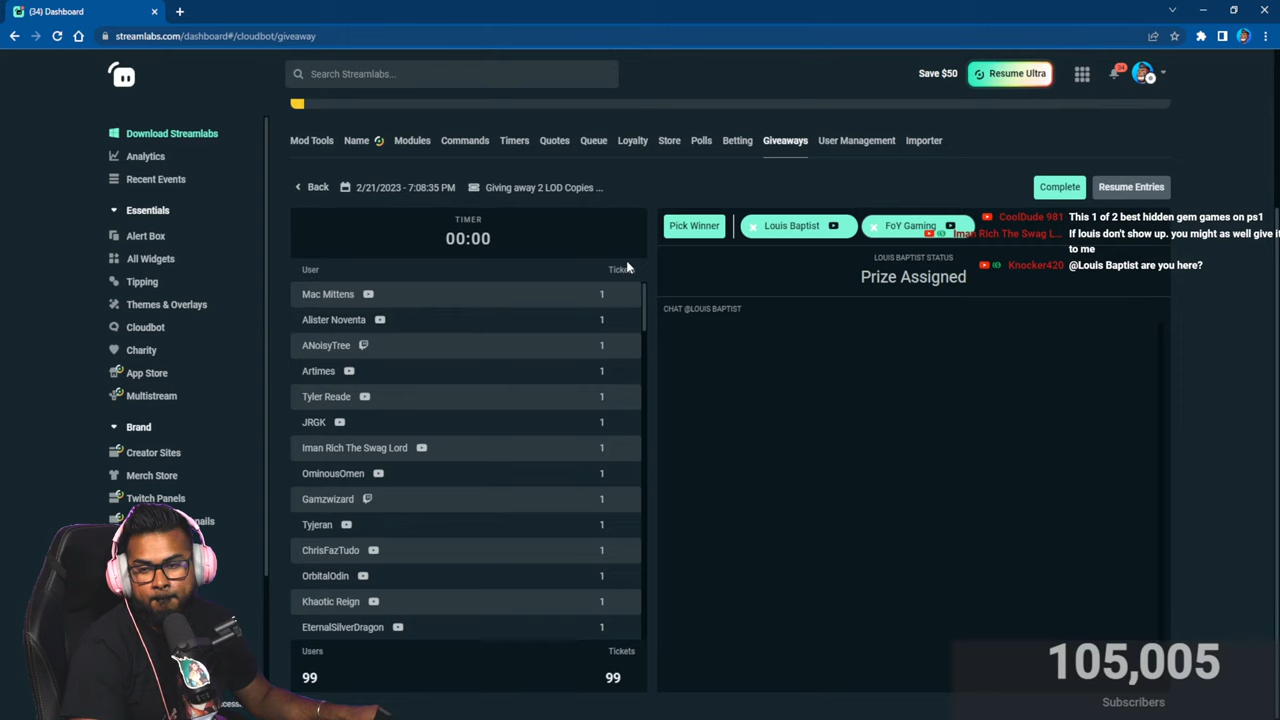 (34) Dashboard
streamlabs.com/dashboard#/cloudbot/giveaway
Search Streamlabs...
Save $50
Resume Ultra
34
Download Streamlabs
Analytics
Recent Events
Essentials
Alert Box
All Widgets
Tipping
Themes & Overlays
Cloudbot
Charity
App Store
Multistream
Brand
Creator Sites
Merch Store
Twitch Panels
Mod Tools Name Modules Commands Timers Quotes Queue Loyalty Store Polls Betting Giveaways User Management Importer
Back 2/21/2023 - 7:08:35 PM Giving away 2 LOD Copies ...
Complete Resume Entries
TIMER
00:00
User Tickets
Mac Mittens 1
Alister Noventa 1
ANoisyTree 1
Artimes 1
Tyler Reade 1
JRGK 1
Iman Rich The Swag Lord 1
OminousOmen 1
Gamzwizard 1
Tyjeran 1
ChrisFazTudo 1
OrbitalOdin 1
Khaotic Reign 1
EternalSilverDragon 1
Users Tickets
99 99
Pick Winner Louis Baptist FoY Gaming
LOUIS BAPTIST STATUS
Prize Assigned
CHAT @LOUIS BAPTIST
CoolDude 981 This 1 of 2 best hidden gem games on ps1
Iman Rich The Swag L... If louis don't show up. you might as well give it
to me
Knocker420 @Louis Baptist are you here?
105,005
Subscribers